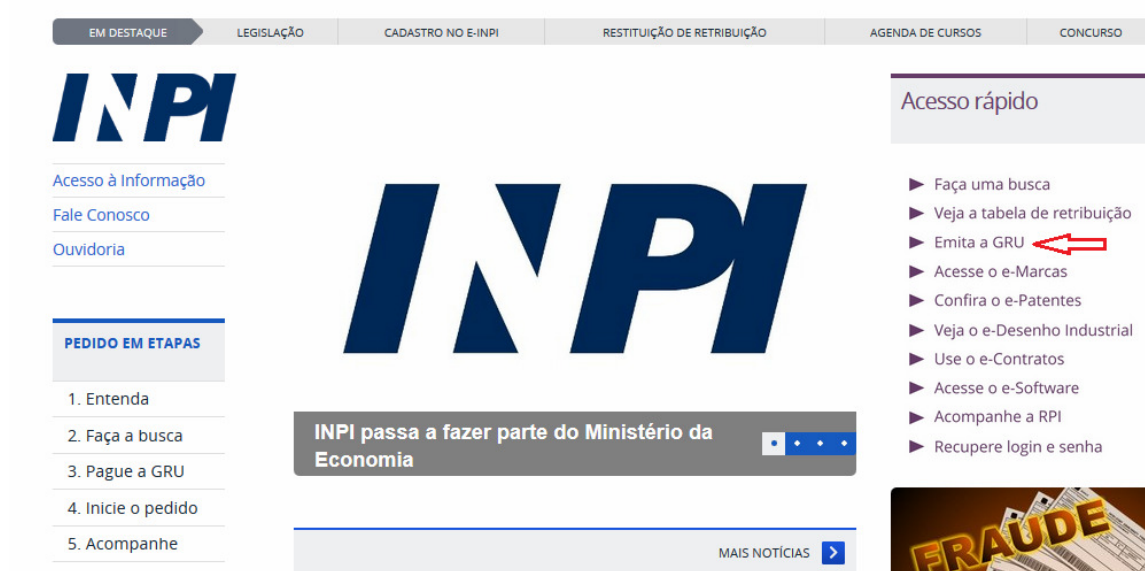 EM DESTAQUE
LEGISLAÇÃO
CADASTRO NO E-INPI
RESTITUIÇÃO DE RETRIBUIÇÃO
AGENDA DE CURSOS
CONCURSO
INPI
Acesso à Informação
Fale Conosco
Ouvidoria
PEDIDO EM ETAPAS
1. Entenda
2. Faça a busca
3. Pague a GRU
4. Inicie o pedido
5. Acompanhe
INPI
INPI passa a fazer parte do Ministério da
Economia
MAIS NOTÍCIAS
Acesso rápido
Faça uma busca
Veja a tabela de retribuição
Emita a GRU
Acesse o e-Marcas
Confira o e-Patentes
Veja o e-Desenho Industrial
Use o e-Contratos
Acesse o e-Software
Acompanhe a RPI
Recupere login e senha
FRAUDE